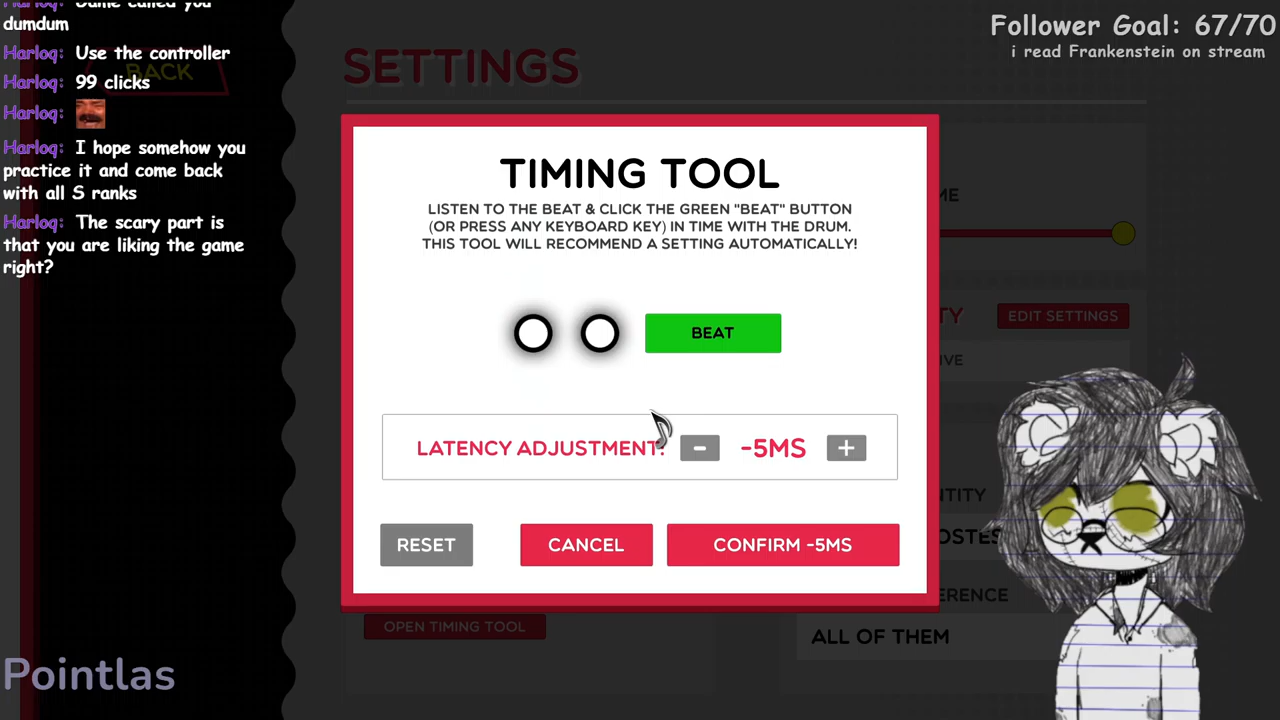 Harloq: Game called you
dumdum
Harloq: Use the controller
Harloq: 99 clicks
Harloq:
Harloq: I hope somehow you
practice it and come back
with all S ranks
Harloq: The scary part is
that you are liking the game
right?
BACK
SETTINGS
Follower Goal: 67/70
i read Frankenstein on stream
TIMING TOOL
LISTEN TO THE BEAT & CLICK THE GREEN "BEAT" BUTTON
(OR PRESS ANY KEYBOARD KEY) IN TIME WITH THE DRUM.
THIS TOOL WILL RECOMMEND A SETTING AUTOMATICALLY!
BEAT
LATENCY ADJUSTMENT: - -5MS +
RESET
CANCEL
CONFIRM -5MS
EDIT SETTINGS
OPEN TIMING TOOL
ALL OF THEM
Pointlas